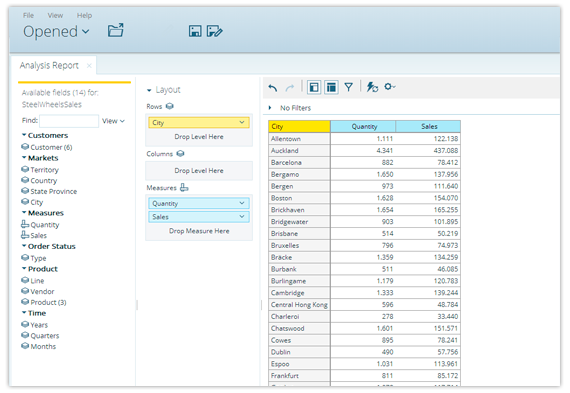 File View Help
Opened
Analysis Report ×
Available fields (14) for:
SteelWheelsSales
Find: View
Customers
Customer (6)
Markets
Territory
Country
State Province
City
Measures
Quantity
Sales
Order Status
Type
Product
Line
Vendor
Product (3)
Time
Years
Quarters
Months
Layout
Rows
City
Drop Level Here
Columns
Drop Level Here
Measures
Quantity
Sales
Drop Measure Here
No Filters
City Quantity Sales
Allentown 1.111 122.138
Auckland 4.341 437.088
Barcelona 882 78.412
Bergamo 1.650 137.956
Bergen 973 111.640
Boston 1.628 154.070
Brickhaven 1.654 165.255
Bridgewater 903 101.895
Brisbane 514 50.219
Bruxelles 796 74.973
Bräcke 1.359 134.259
Burbank 511 46.085
Burlingame 1.179 120.783
Cambridge 1.333 139.244
Central Hong Kong 596 48.784
Charleroi 278 33.440
Chatswood 1.601 151.571
Cowes 895 78.241
Dublin 490 57.756
Espoo 1.031 113.961
Frankfurt 811 85.172